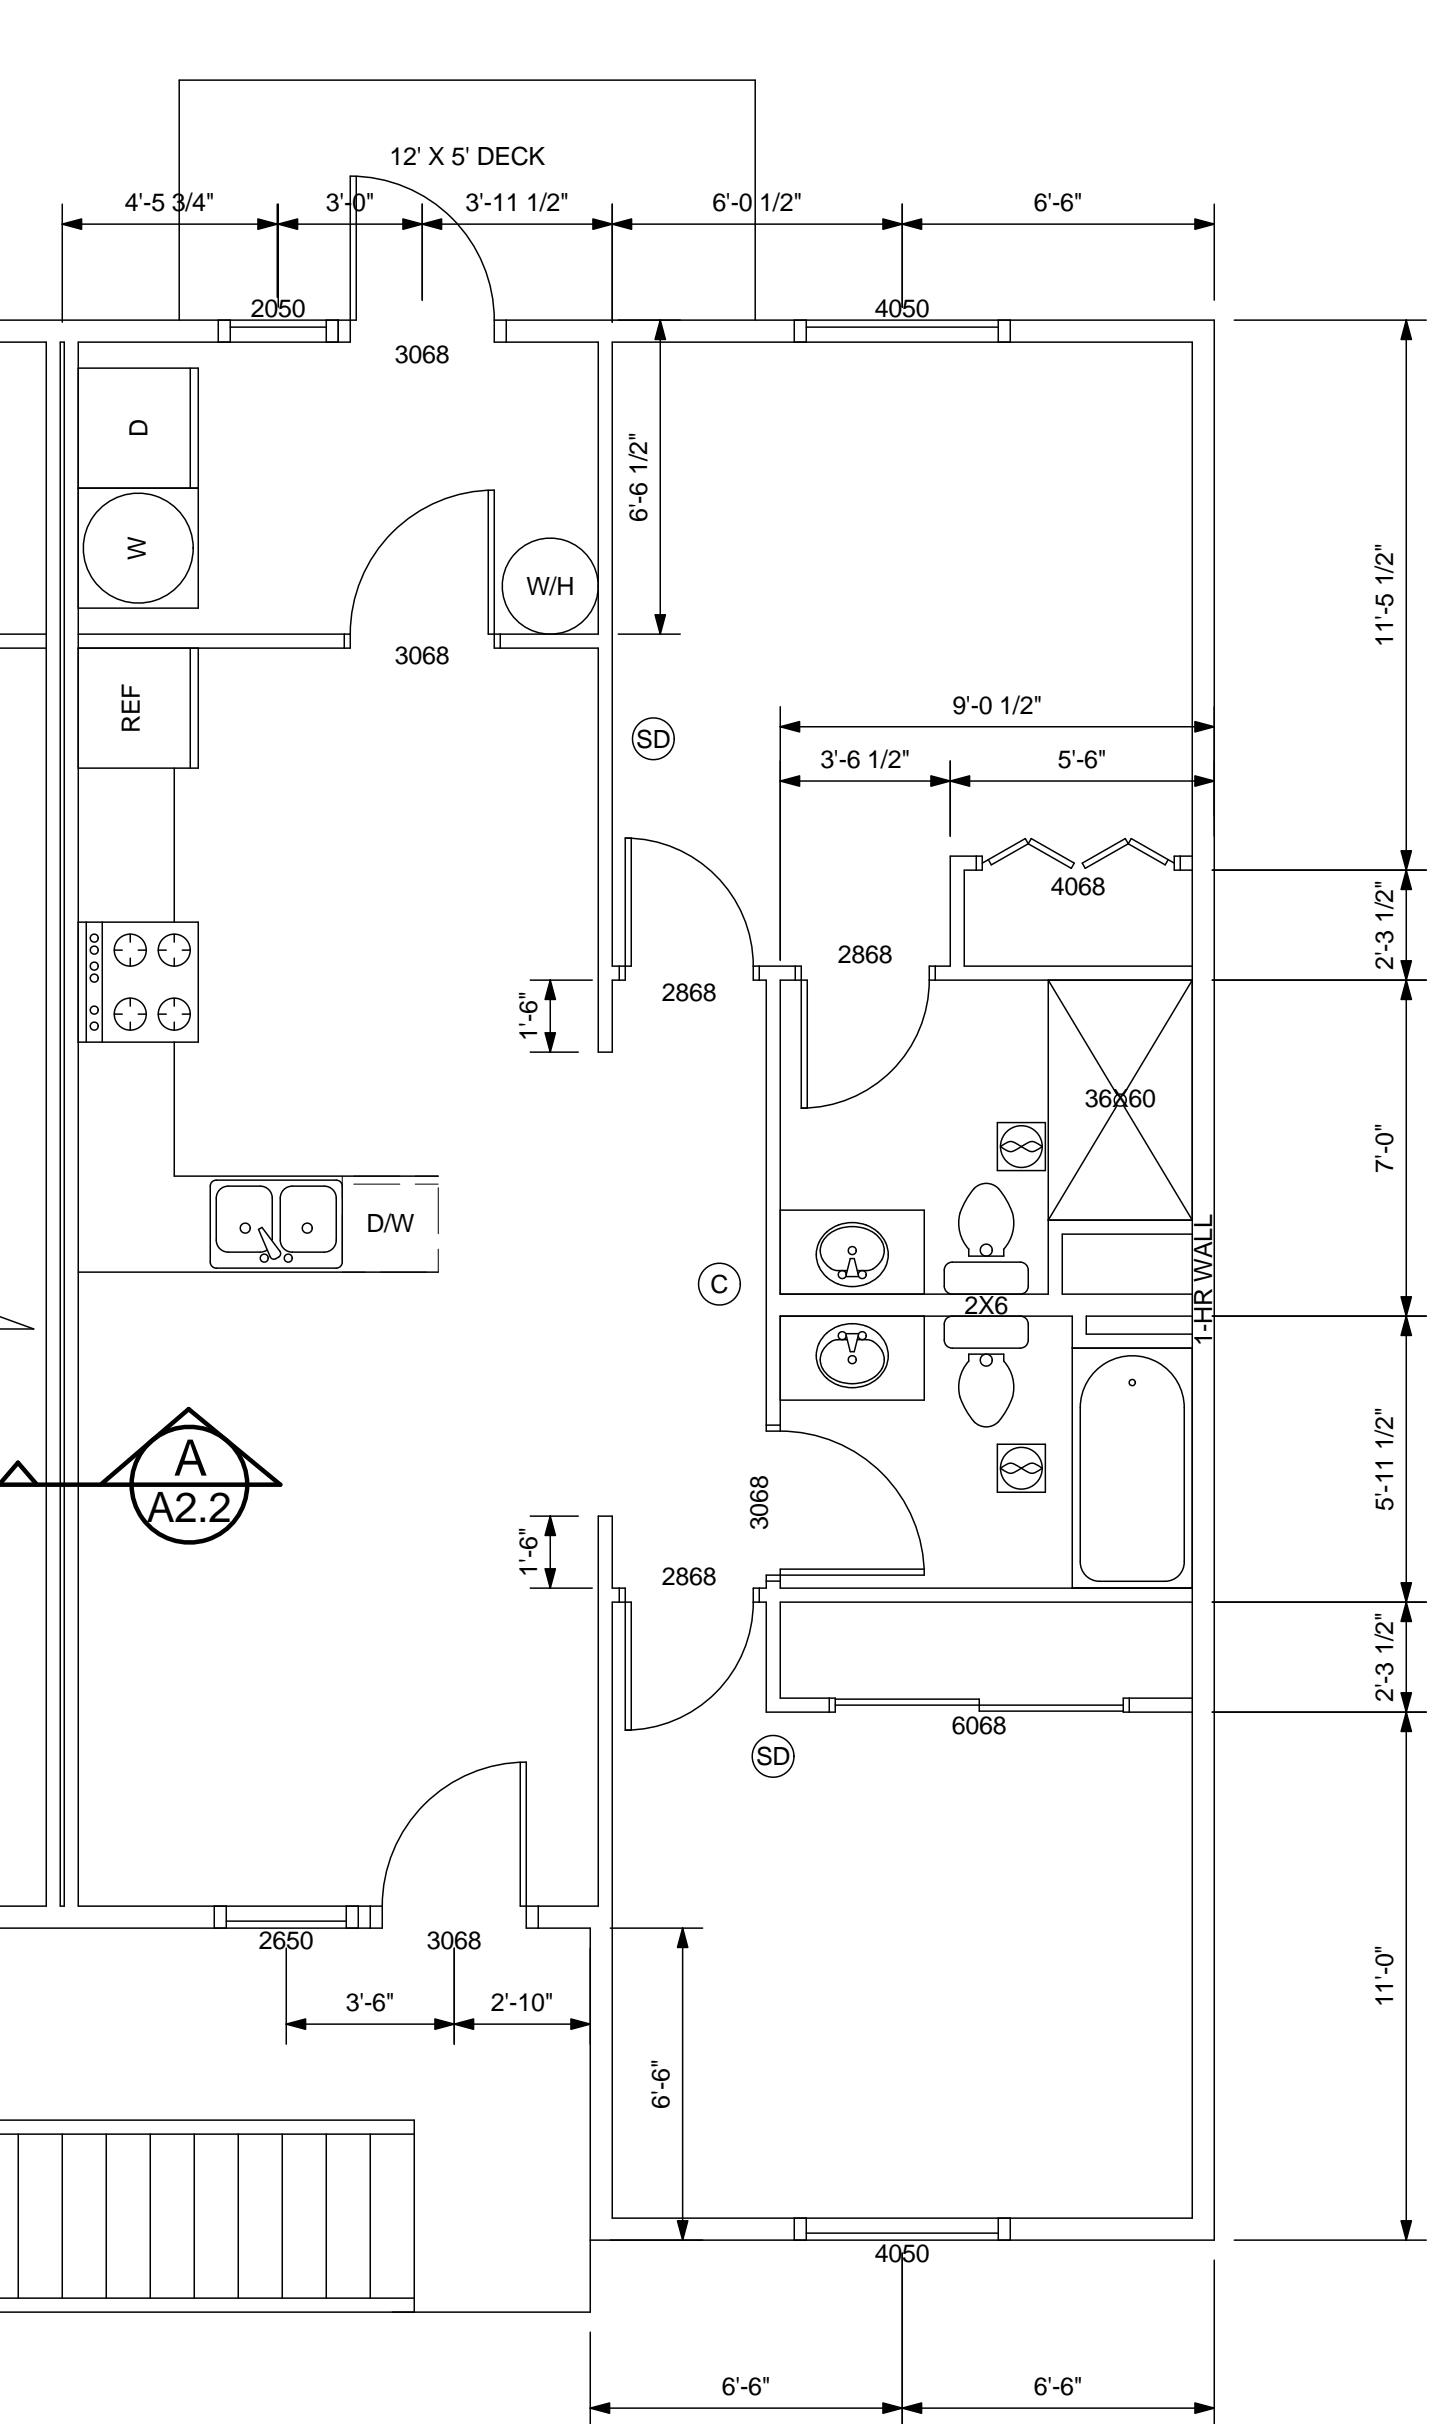 12' X 5' DECK
4'-5 3/4"
3'-0"
3'-11 1/2"
6'-0 1/2"
6'-6"
2050
4050
3068
D
6'-6 1/2"
W
W/H
11'-5 1/2"
3068
REF
SD
9'-0 1/2"
3'-6 1/2"
5'-6"
4068
2'-3 1/2"
2868
2868
1'-6"
36X60
7'-0"
D/W
C
2X6
1-HR WALL
A
A2.2
3068
5'-11 1/2"
1'-6"
2868
2'-3 1/2"
6068
SD
2650
3068
3'-6"
2'-10"
11'-0"
6'-6"
4050
6'-6"
6'-6"